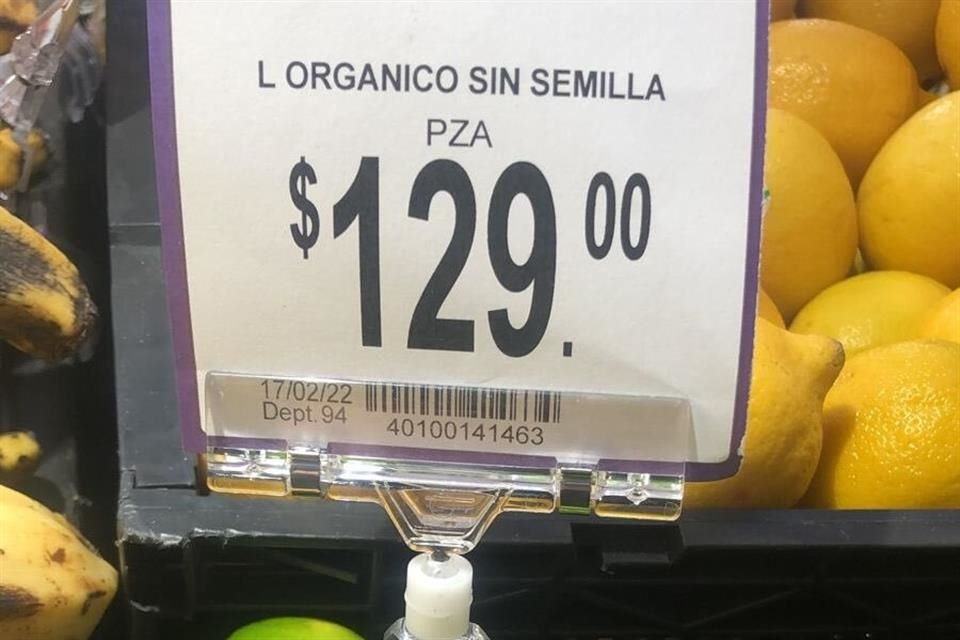 L ORGANICO SIN SEMILLA
PZA
$129.00
17/02/22
Dept. 94
40100141463